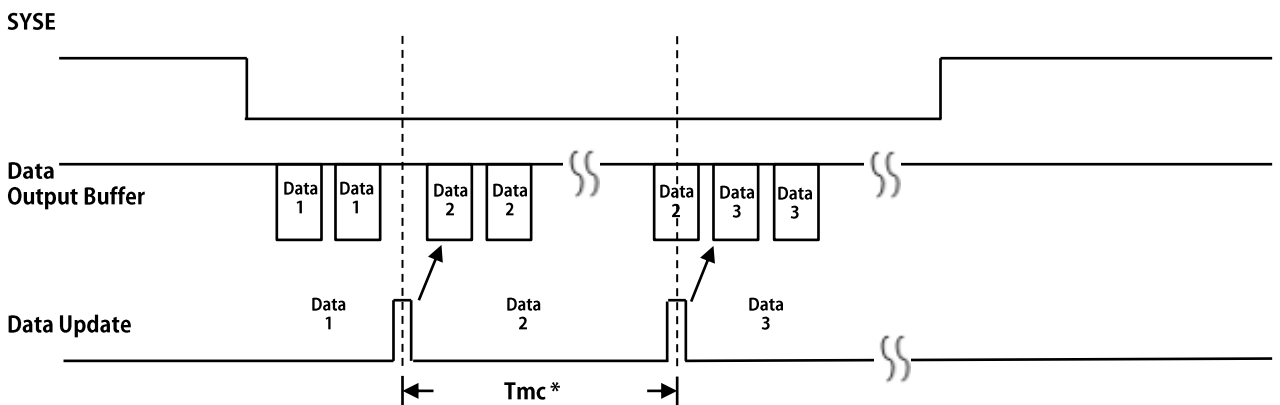 SYSE
Data
Output Buffer
Data
1
Data
1
Data
2
Data
2
Data
2
Data
3
Data
3
Data Update
Data
1
Data
2
Data
3
Tmc *